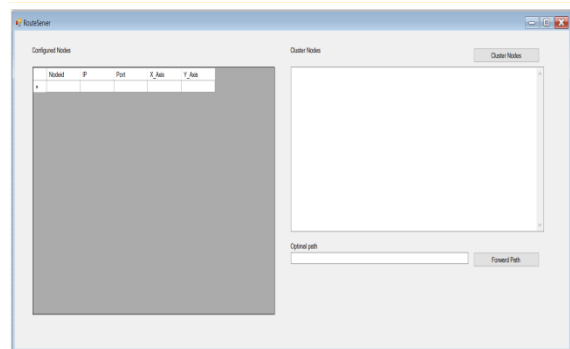 RouteServer
Configured Nodes
Cluster Nodes
Cluster Nodes
NodeId IP Port X_Axis Y_Axis
Optimal path
Forward Path